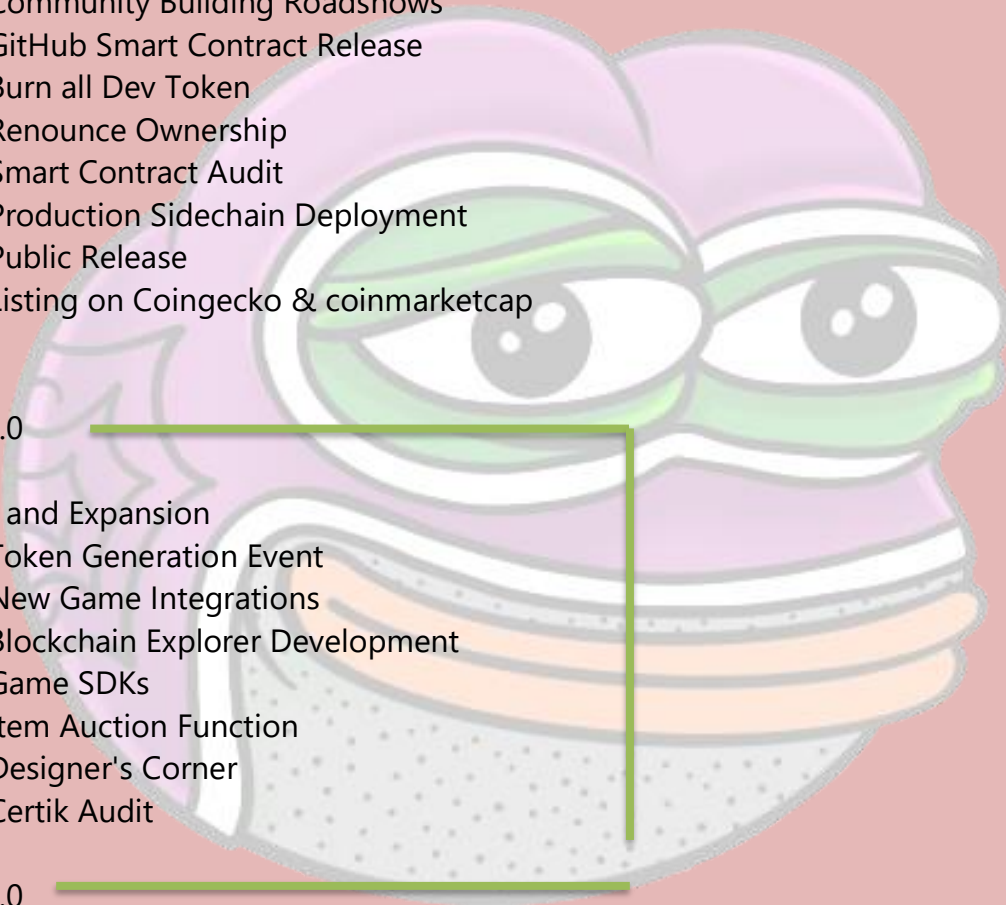 Community Building Roadshows
GitHub Smart Contract Release
Burn all Dev Token
Renounce Ownership
Smart Contract Audit
Production Sidechain Deployment
Public Release
Listing on Coingecko & coinmarketcap
.0
and Expansion
Token Generation Event
New Game Integrations
Blockchain Explorer Development
Game SDKs
Item Auction Function
Designer's Corner
Certik Audit
.0